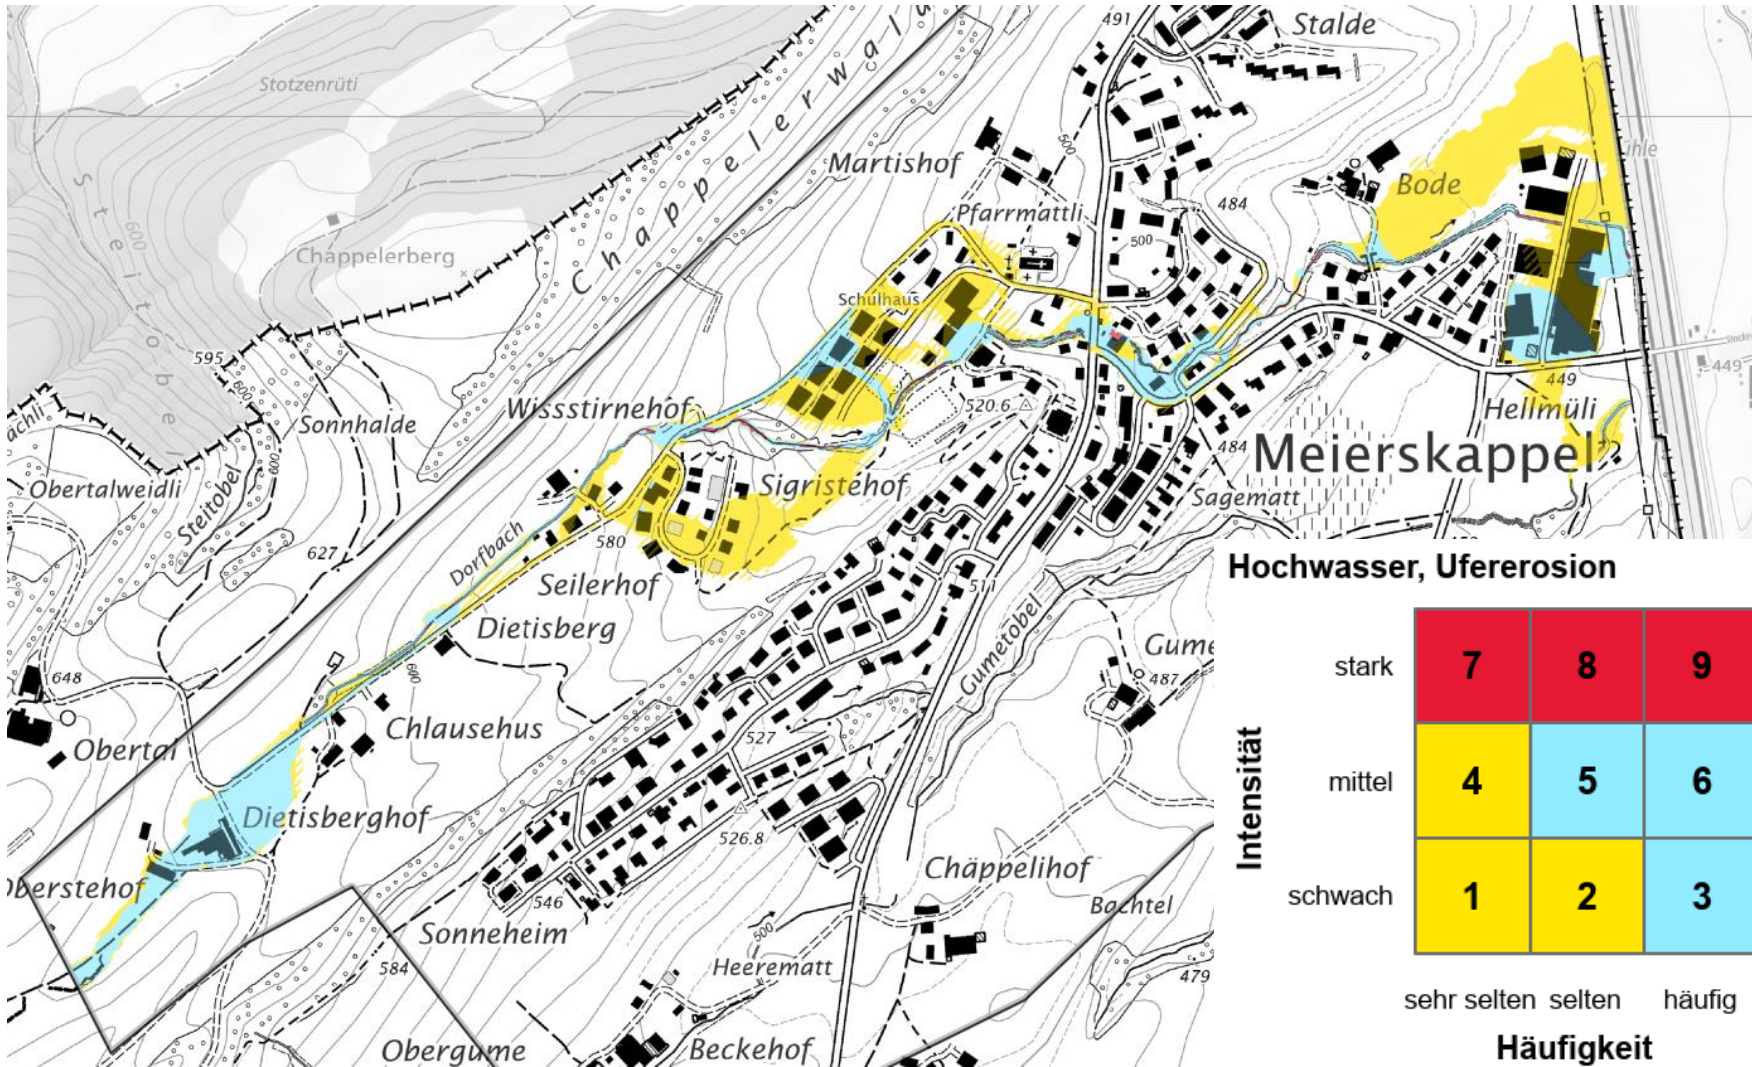 491
Stalde
Stotzenrüti
Chappelerwald
Martishof
Steitobel
600
500
Bode
ühle
Pfarrmattli
484
500
Chappelerberg
Schulhaus
595
600
449
449
Hellmüli
Wissstirnehof
520.6
Sonnhalde
600
achli
Meierskappel
484
Obertalweidli
Steitobel
Sigristehof
Sagematt
627
580
Dorfbach
Hochwasser, Ufererosion
511
Seilerhof
Dietisberg
Gumetobel
Gume
600
648
487
stark 7 8 9
Chlausehus
Obertal
527
mittel 4 5 6
Intensität
Dietisberghof
526.8
Chäppelihof
Oberstehof
546
Bachtel
schwach 1 2 3
Sonneheim
500
584
Heerematt
479
sehr selten selten häufig
Obergume
Beckehof
Häufigkeit